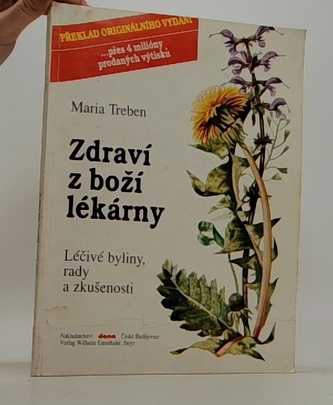 PŘEKLAD ORIGINÁLNÍHO VYDÁNÍ
...přes 4 milióny
prodaných výtisků
Maria Treben
Zdraví
z boží
lékárny
Léčivé byliny,
rady
a zkušenosti
Nakladatelství dona České Budějovice
Verlag Wilhelm Ennsthaler, Steyr